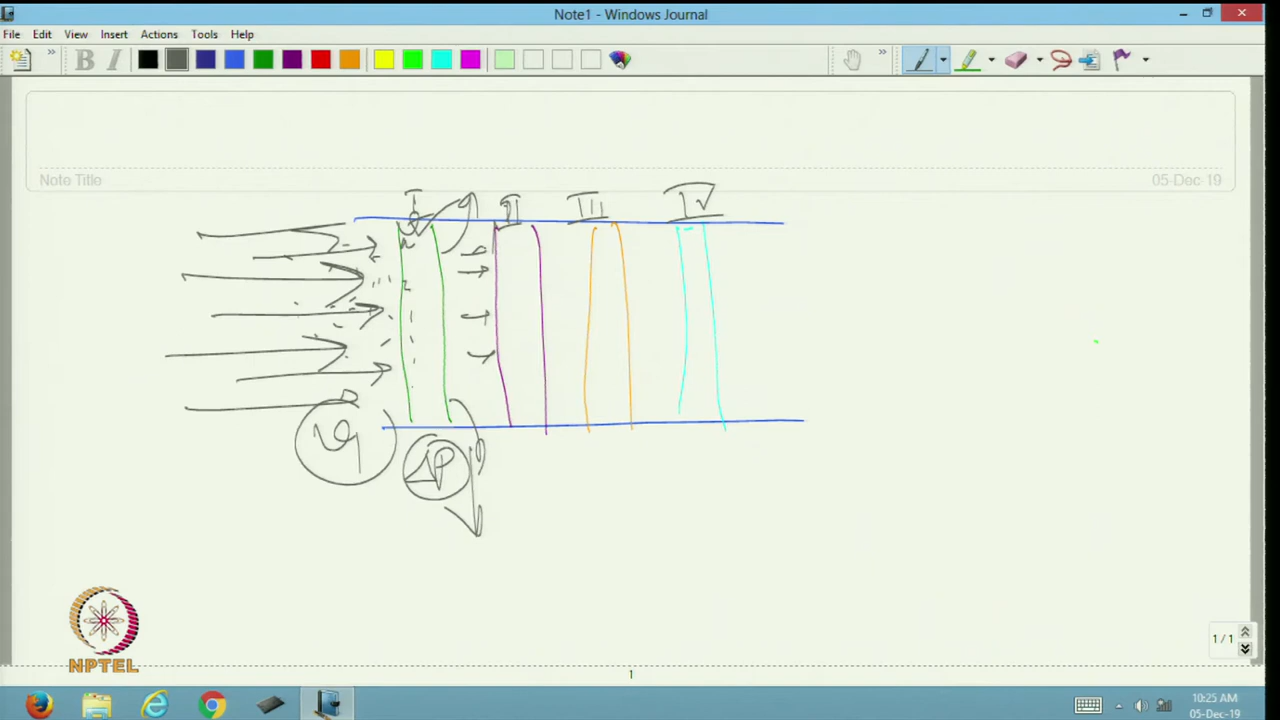 Note1 - Windows Journal
File Edit View Insert Actions Tools Help
Note Title
05-Dec-19
I II III IV
ΔP
1 / 1
NPTEL
1
10:25 AM
05-Dec-19